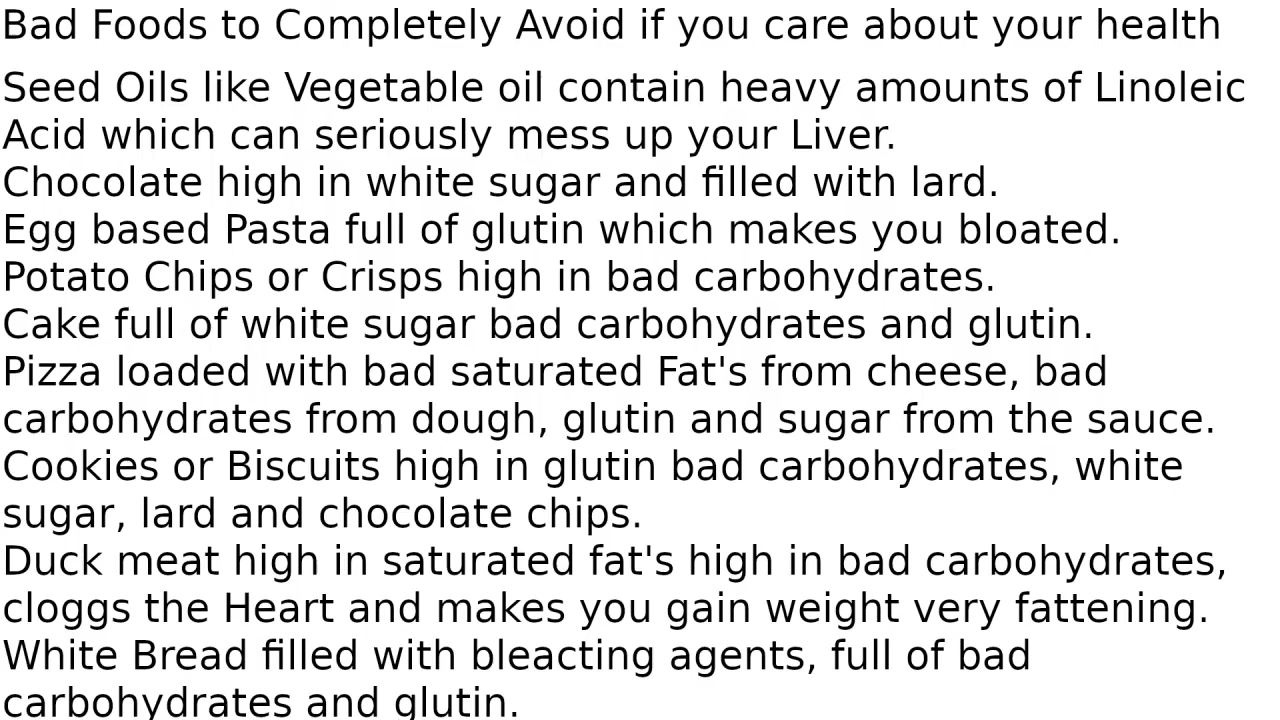 Bad Foods to Completely Avoid if you care about your health
Seed Oils like Vegetable oil contain heavy amounts of Linoleic
Acid which can seriously mess up your Liver.
Chocolate high in white sugar and filled with lard.
Egg based Pasta full of glutin which makes you bloated.
Potato Chips or Crisps high in bad carbohydrates.
Cake full of white sugar bad carbohydrates and glutin.
Pizza loaded with bad saturated Fat's from cheese, bad
carbohydrates from dough, glutin and sugar from the sauce.
Cookies or Biscuits high in glutin bad carbohydrates, white
sugar, lard and chocolate chips.
Duck meat high in saturated fat's high in bad carbohydrates,
cloggs the Heart and makes you gain weight very fattening.
White Bread filled with bleacting agents, full of bad
carbohydrates and glutin.